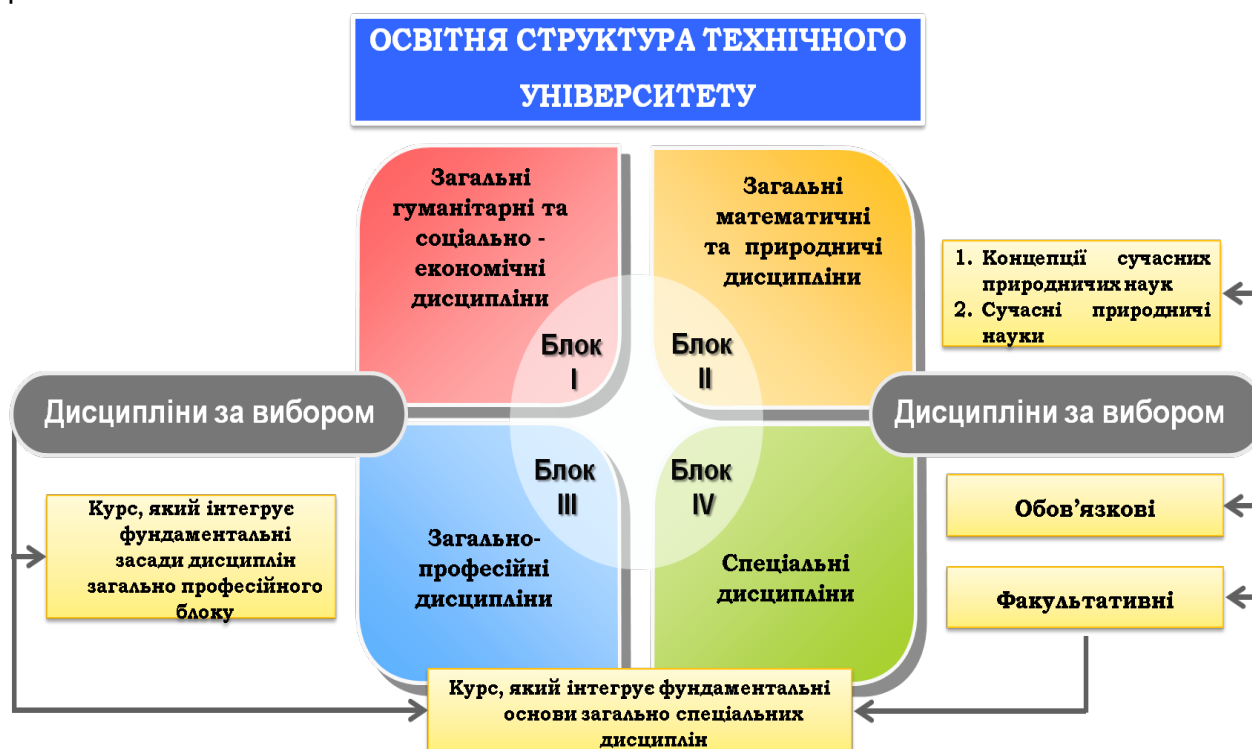 ОСВІТНЯ СТРУКТУРА ТЕХНІЧНОГО
УНІВЕРСИТЕТУ
Загальні
гуманітарні та
соціально -
економічні
дисципліни
Блок
I
Загальні
математичні
та природничі
дисципліни
Блок
II
1. Концепції сучасних
природничих наук
2. Сучасні природничі
науки
Дисципліни за вибором
Дисципліни за вибором
Блок
III
Загально-
професійні
дисципліни
Блок
IV
Спеціальні
дисципліни
Курс, який інтегрує
фундаментальні
засади дисциплін
загально професійного
блоку
Обов’язкові
Факультативні
Курс, який інтегрує фундаментальні
основи загально спеціальних
дисциплін